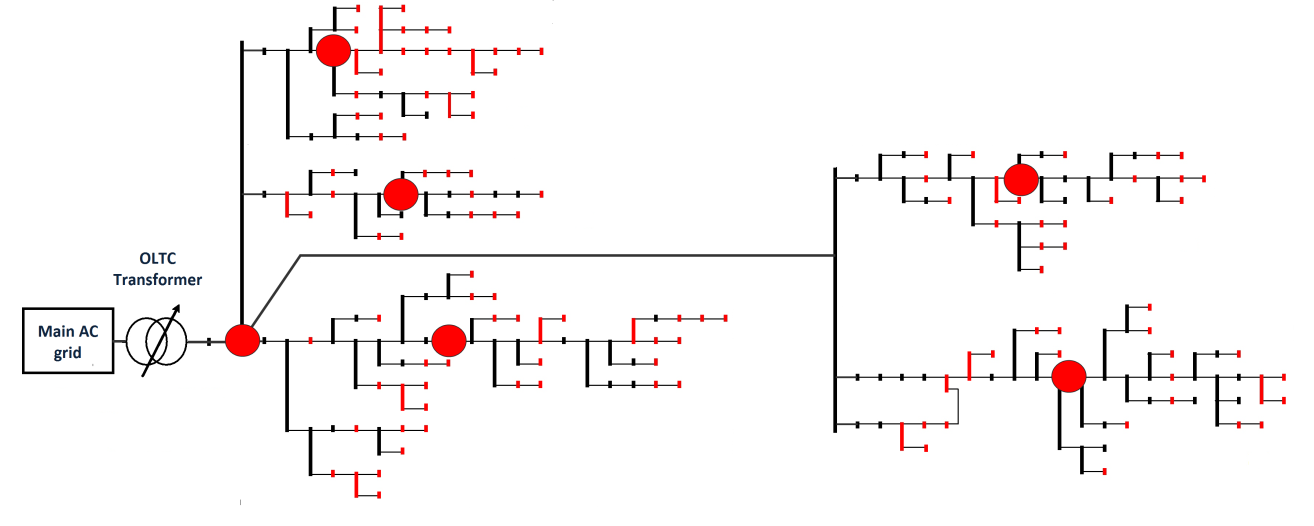 OLTC
Transformer
Main AC
grid